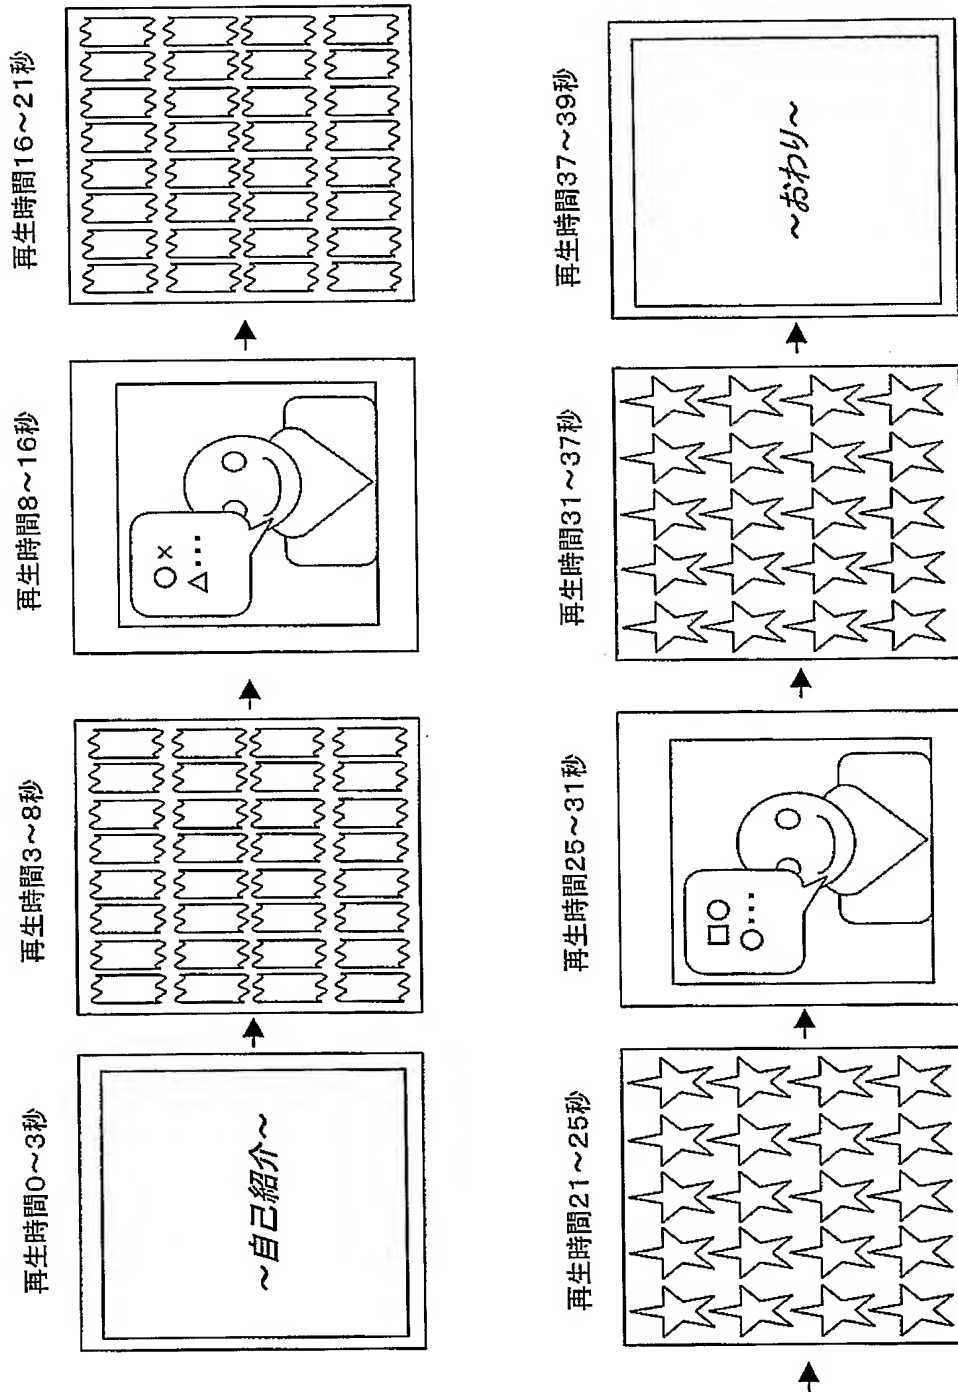 再生時間0~3秒
~自己紹介~
再生時間3~8秒
再生時間8~16秒
○×
△・・・
再生時間16~21秒
再生時間21~25秒
再生時間25~31秒
□○
○・・・
再生時間31~37秒
再生時間37~39秒
~おわり~